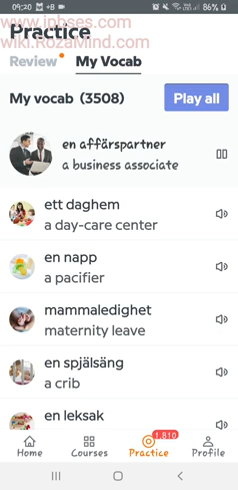 09:20
86%
www.jobses.com
Practice
wiki.RozaMind.com
Review
My Vocab
My vocab (3508)
Play all
en affärspartner
a business associate
ett daghem
a day-care center
en napp
a pacifier
mammaledighet
maternity leave
en spjälsäng
a crib
en leksak
1,810
Home
Courses
Practice
Profile